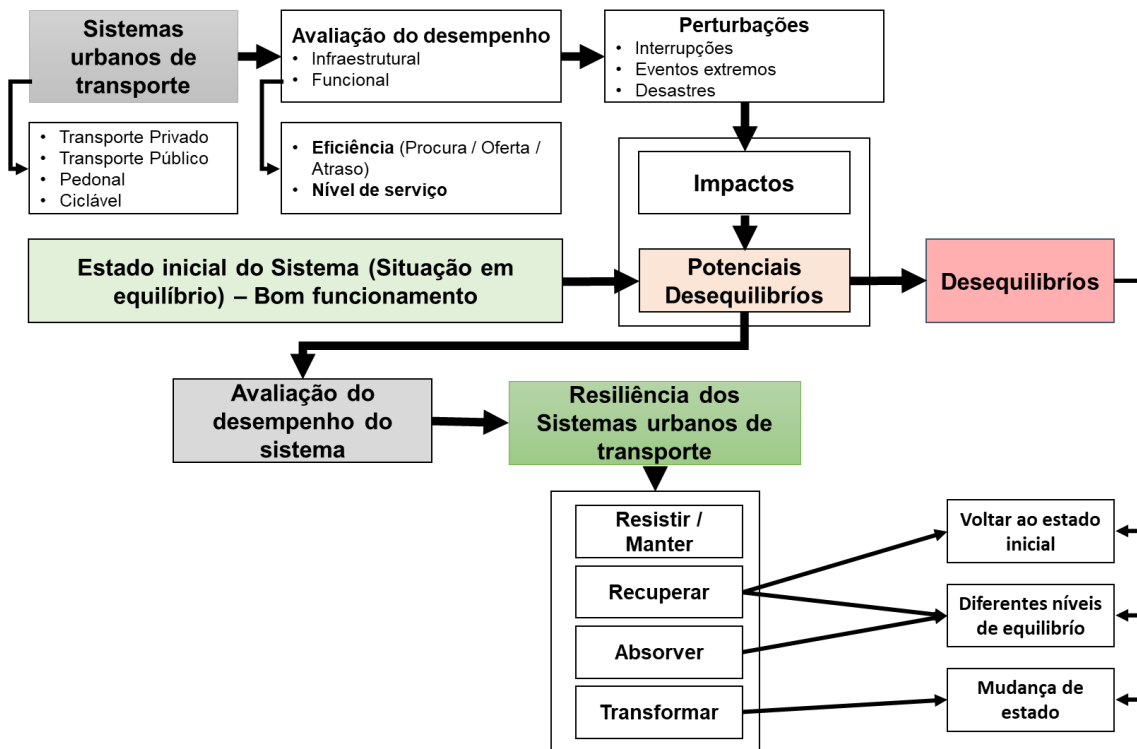 Sistemas
urbanos de
transporte
Avaliação do desempenho
• Infraestrutural
• Funcional
Perturbações
• Interrupções
• Eventos extremos
• Desastres
• Transporte Privado
• Transporte Público
• Pedonal
• Ciclável
• Eficiência (Procura / Oferta /
Atraso)
• Nível de serviço
Impactos
Estado inicial do Sistema (Situação em
equilíbrio) – Bom funcionamento
Potenciais
Desequilibríos
Desequilibríos
Avaliação do
desempenho do
sistema
Resiliência dos
Sistemas urbanos de
transporte
Resistir /
Manter
Recuperar
Absorver
Transformar
Voltar ao estado
inicial
Diferentes níveis
de equilibrío
Mudança de
estado